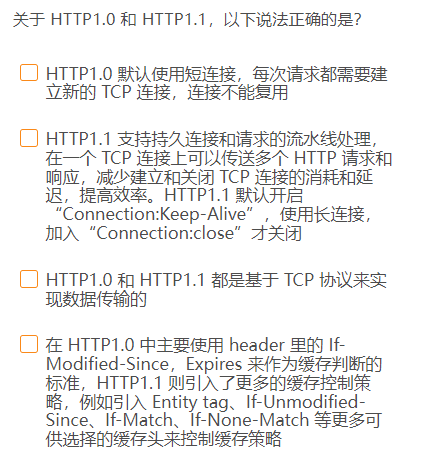 关于 HTTP1.0 和 HTTP1.1，以下说法正确的是？
HTTP1.0 默认使用短连接，每次请求都需要建
立新的 TCP 连接，连接不能复用
HTTP1.1 支持持久连接和请求的流水线处理，
在一个 TCP 连接上可以传送多个 HTTP 请求和
响应，减少建立和关闭 TCP 连接的消耗和延
迟，提高效率。HTTP1.1 默认开启
“Connection:Keep-Alive”，使用长连接，
加入“Connection:close”才关闭
HTTP1.0 和 HTTP1.1 都是基于 TCP 协议来实
现数据传输的
在 HTTP1.0 中主要使用 header 里的 If-
Modified-Since，Expires 来作为缓存判断的
标准，HTTP1.1 则引入了更多的缓存控制策
略，例如引入 Entity tag、If-Unmodified-
Since、If-Match、If-None-Match 等更多可
供选择的缓存头来控制缓存策略